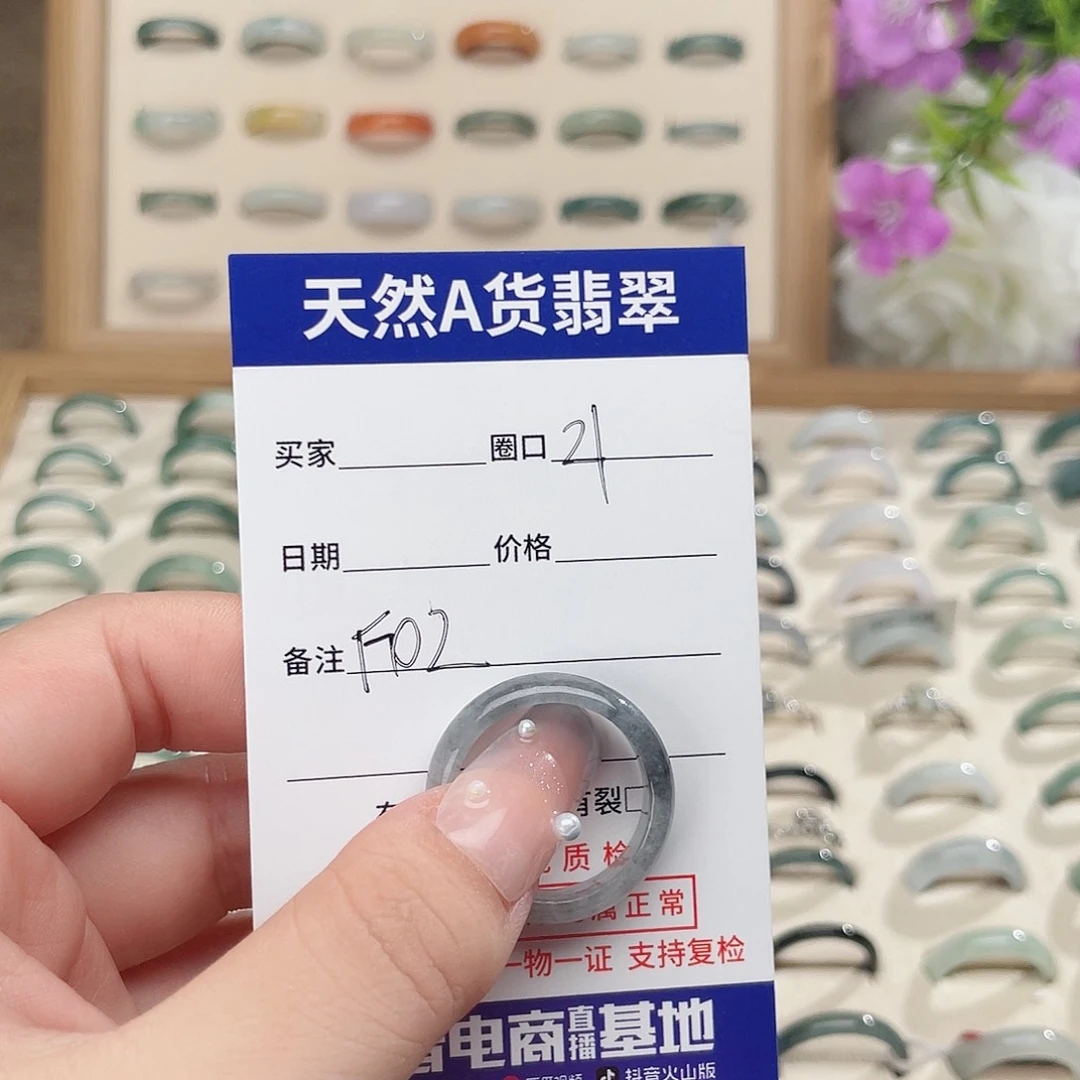 天然A货翡翠
买家 圈口 21
日期 价格
备注 F02
有裂
质检
属正常
一物一证 支持复检
电商直播基地
抖音火山版